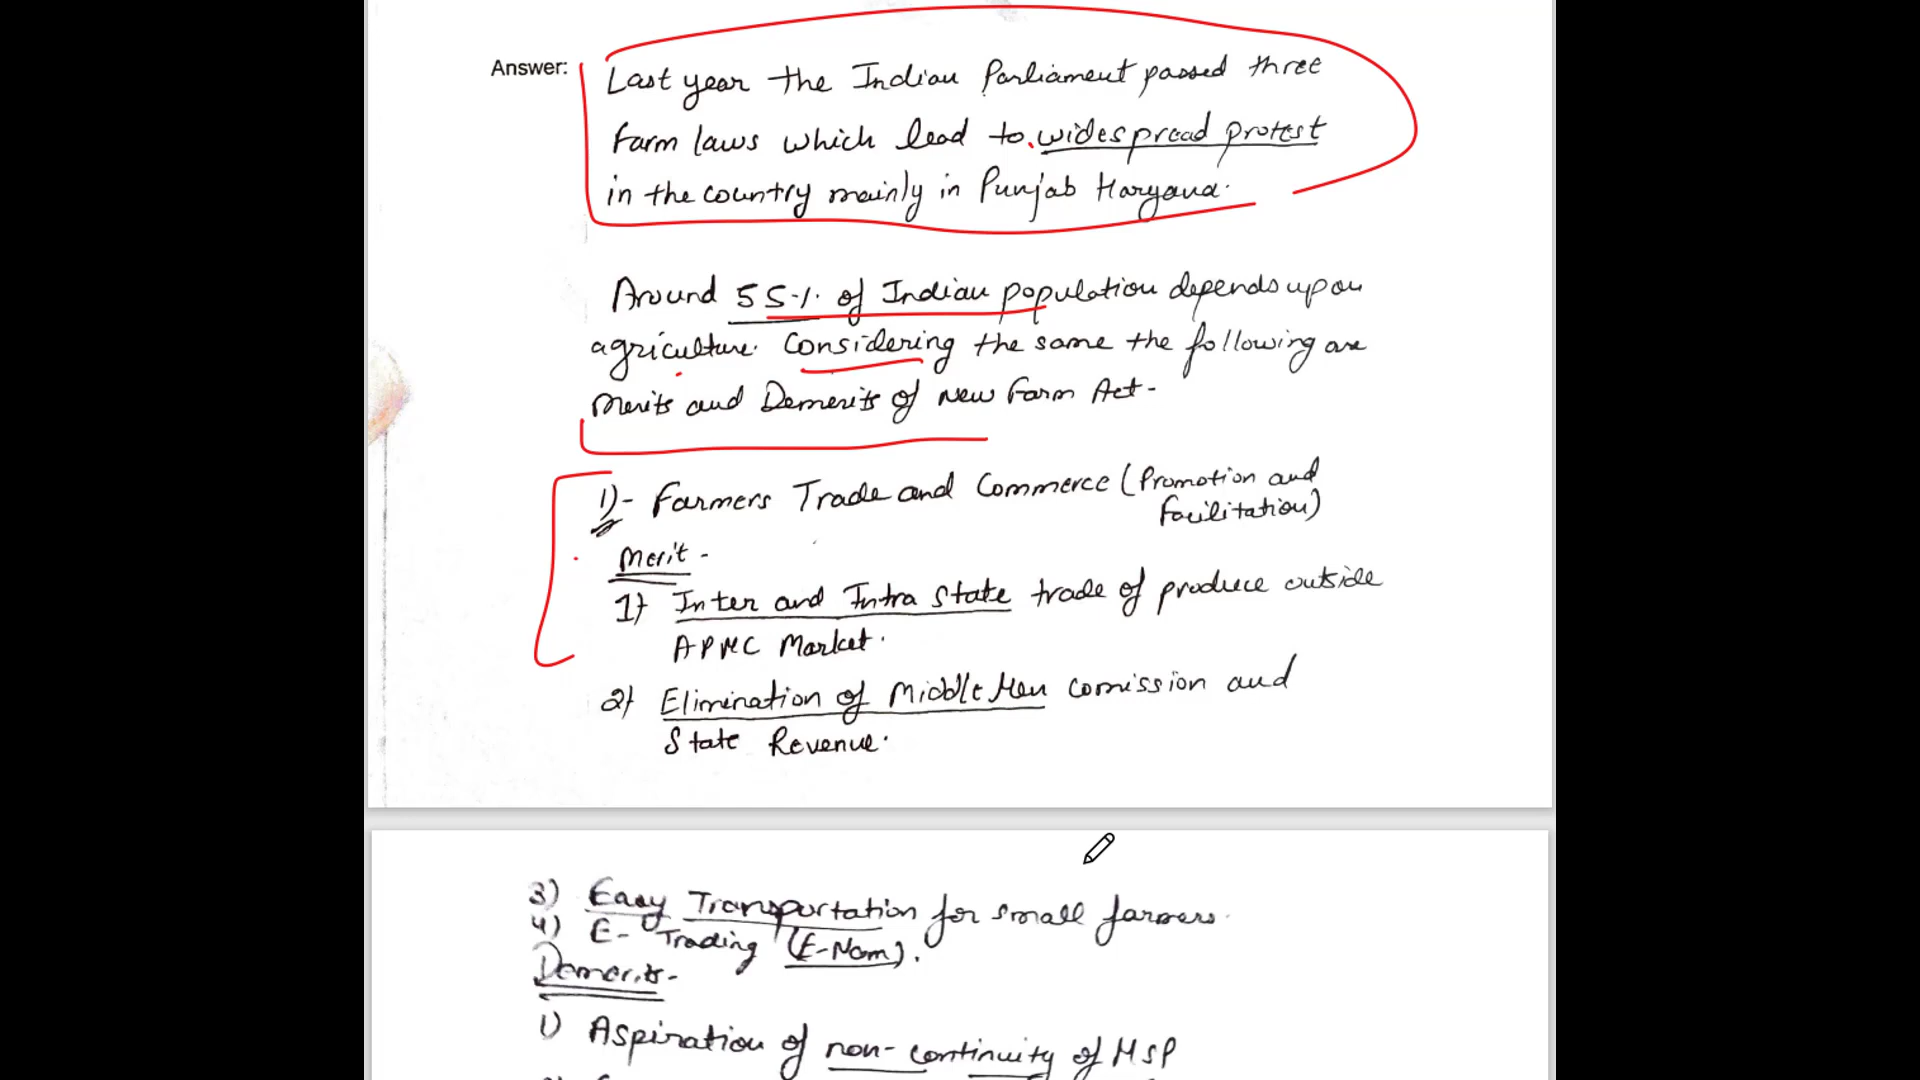 Answer:
Last year the Indian Parliament passed three
Farm laws which lead to widespread protest
in the country mainly in Punjab Haryana.
Around 55% of Indian population depends upon
agriculture. Considering the same the following are
Merits and Demerits of New Farm Act-
1)- Farmers Trade and Commerce (Promotion and
Facilitation)
Merit -
1) Inter and Intra State trade of produce outside
APMC Market.
2) Elimination of Middle Men comission and
State Revenue.
3) Easy Transportation for small farmers.
4) E- Trading (E-Nam).
Demerits-
1) Aspiration of non-continuity of MSP